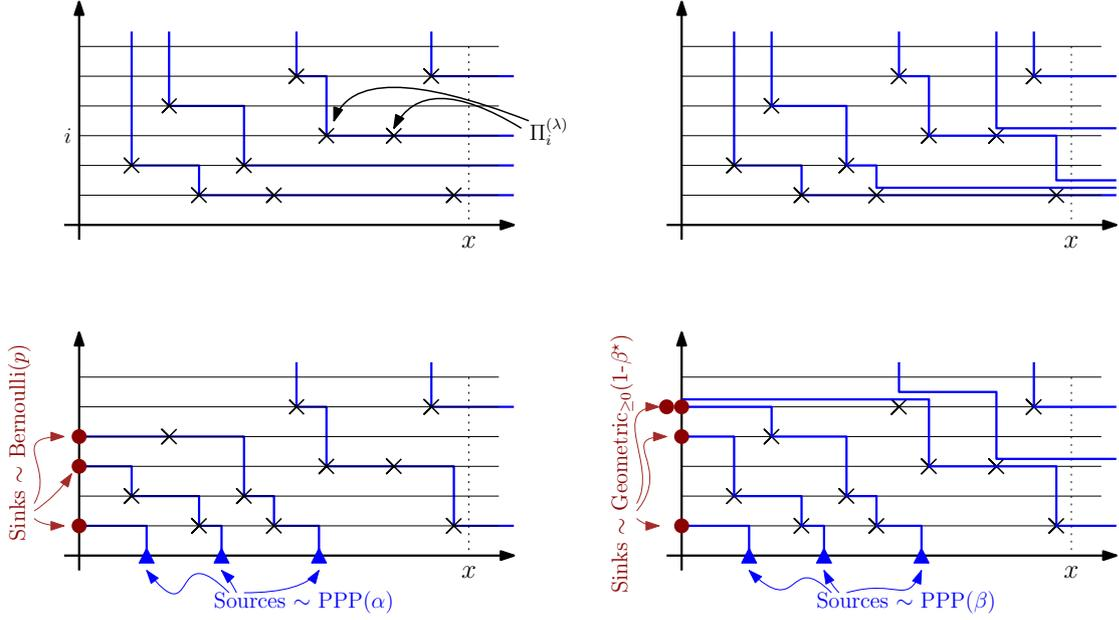 i
Π_i^(λ)
x
x
Sinks ∼ Bernoulli(p)
x
Sources ∼ PPP(α)
Sinks ∼ Geometric≥0(1-β*)
x
Sources ∼ PPP(β)